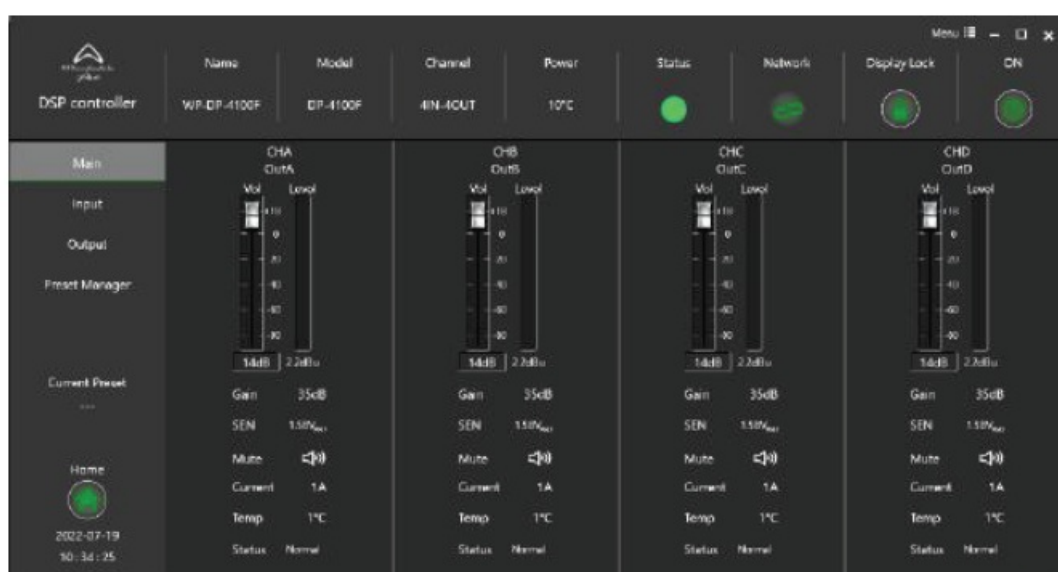 Menu
Name Model Channel Power Status Network Display Lock ON
DSP controller WP-DP-4100F DP-4100F 4IN-4OUT 10°C
Main
Input
Output
Preset Manager
Current Preset
---
Home
2022-07-19
10:34:25
CHA
OutA
Vol Level
0
14dB 2.2dBu
Gain 35dB
SEN
Mute
Current 1A
Temp 1°C
Status Normal
CHB
OutB
Vol Level
0
14dB 2.2dBu
Gain 35dB
SEN
Mute
Current 1A
Temp 1°C
Status Normal
CHC
OutC
Vol Level
0
14dB 2.2dBu
Gain 35dB
SEN
Mute
Current 1A
Temp 1°C
Status Normal
CHD
OutD
Vol Level
0
14dB 2.2dBu
Gain 35dB
SEN
Mute
Current 1A
Temp 1°C
Status Normal